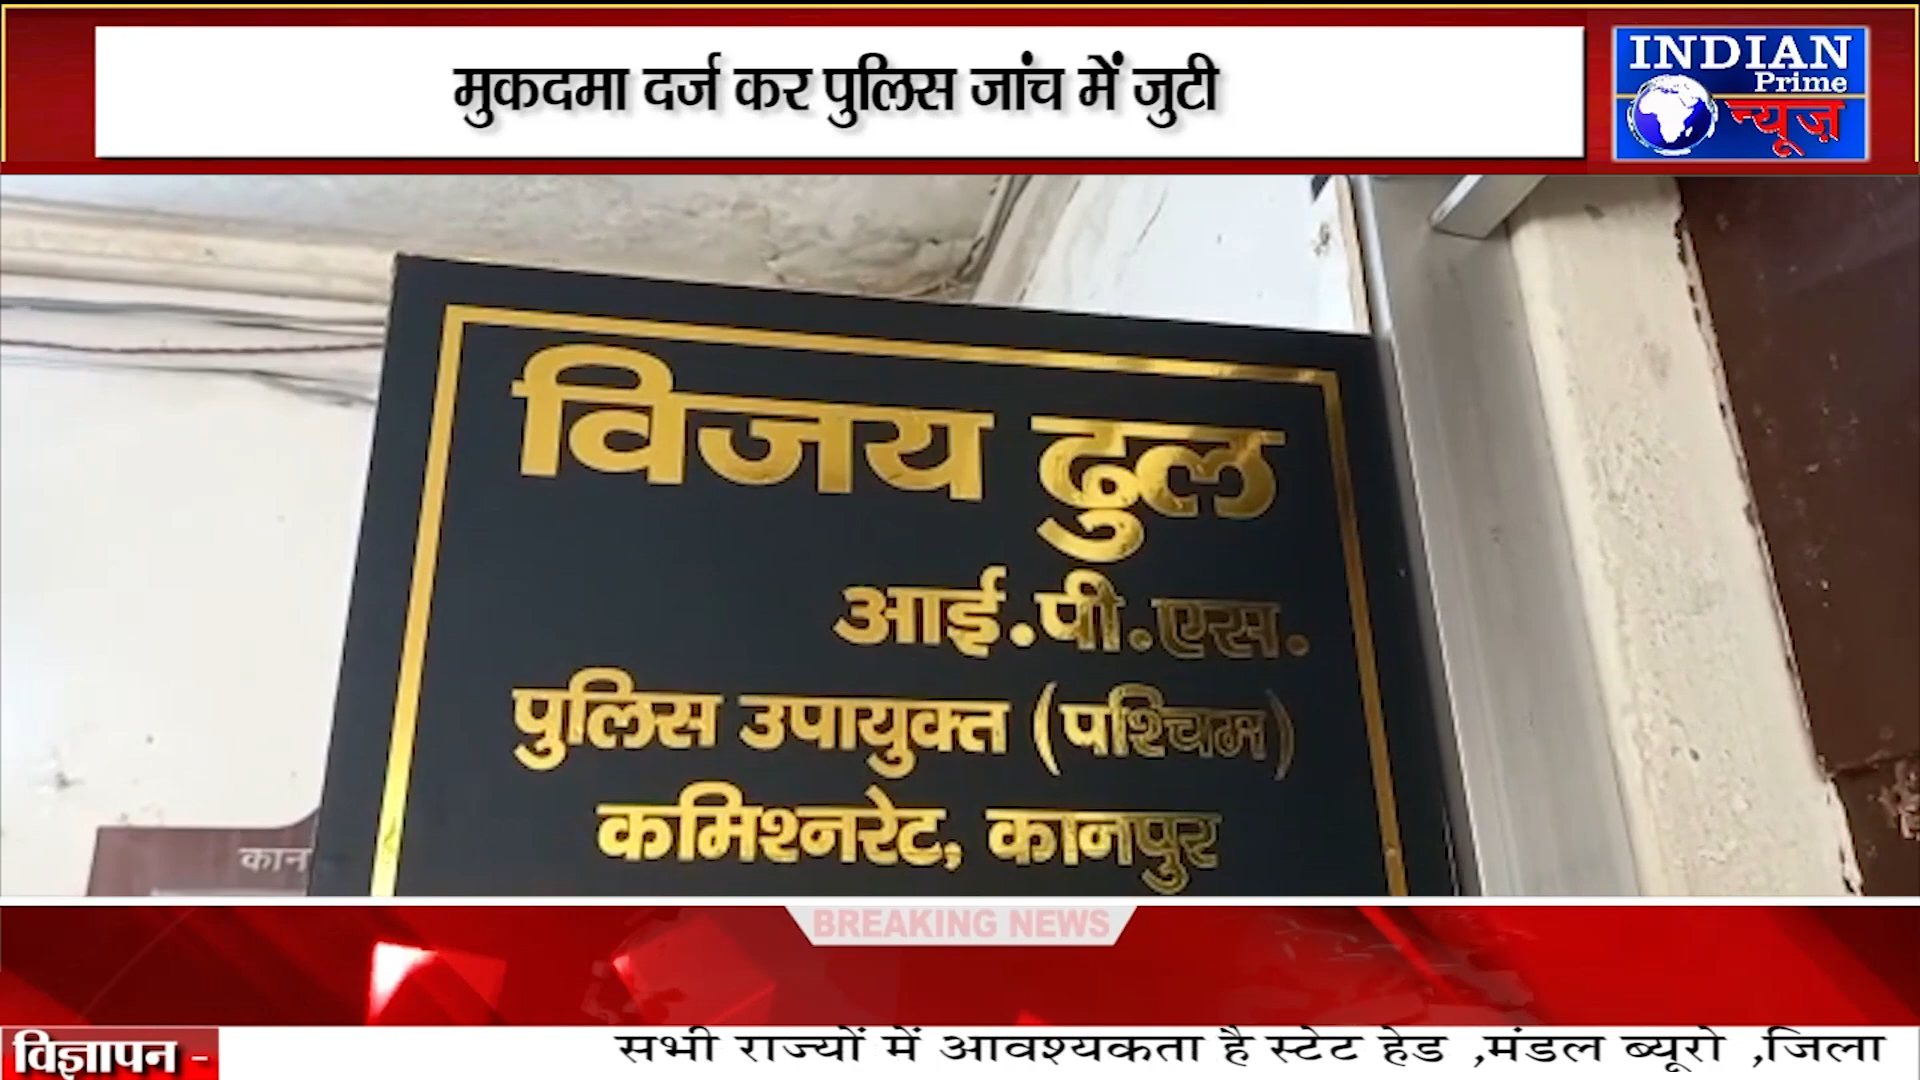 मुकदमा दर्ज कर पुलिस जांच में जुटी
INDIAN
Prime
न्यूज़
विजय ढुल
आई.पी.एस.
पुलिस उपायुक्त (पश्चिम)
कमिश्नरेट, कानपुर
कान
BREAKING NEWS
विज्ञापन -
सभी राज्यों में आवश्यकता है स्टेट हेड ,मंडल ब्यूरो ,जिला